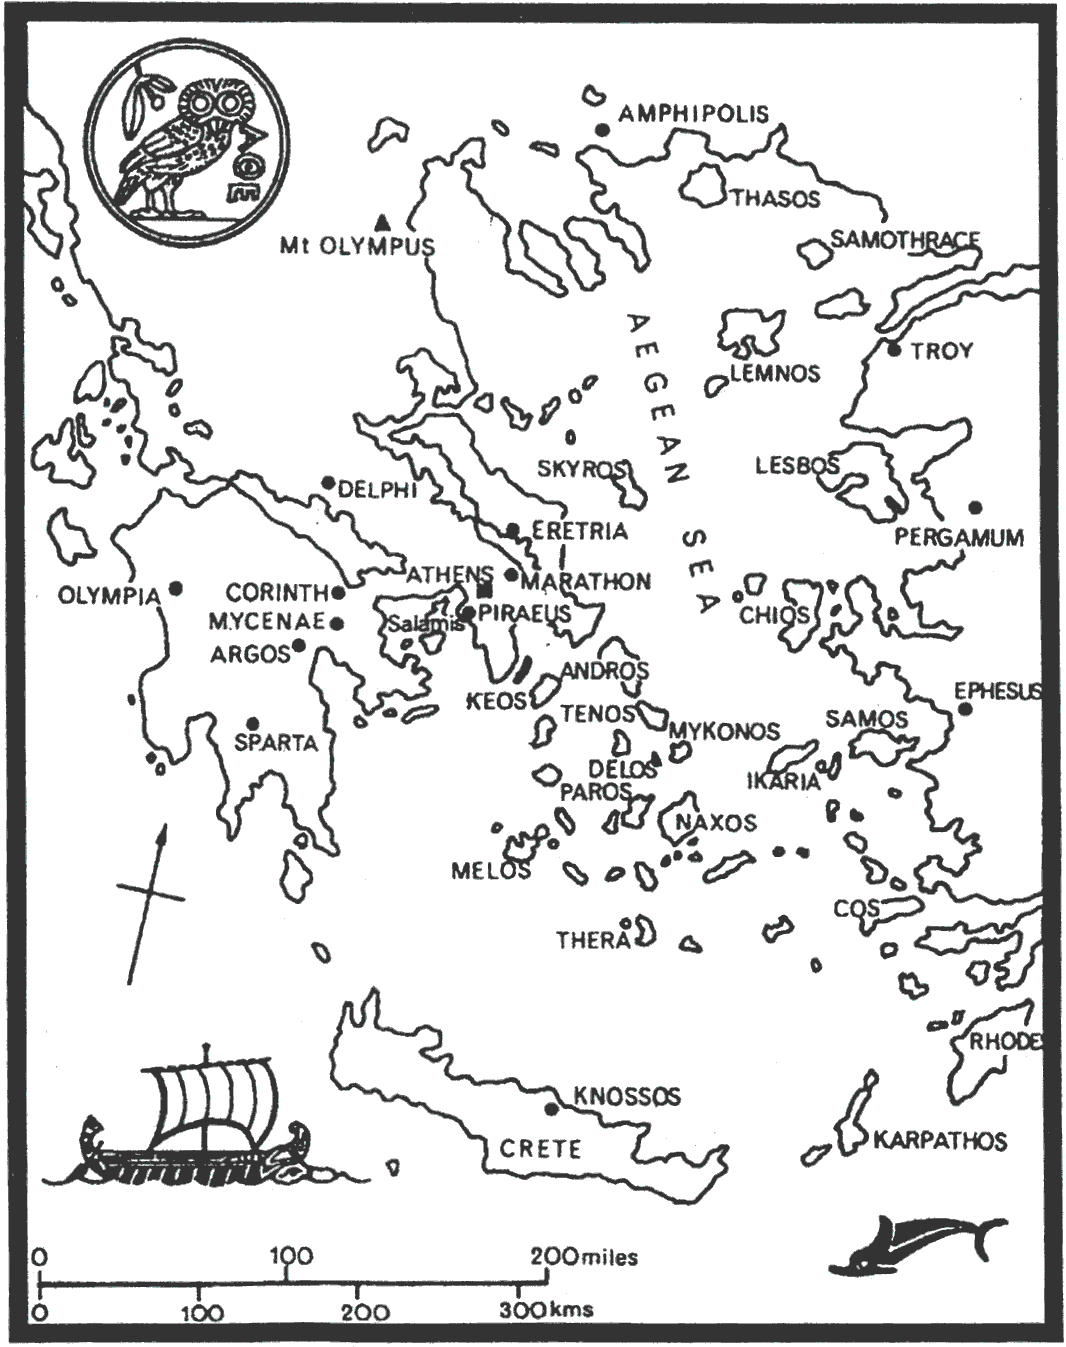 AMPHIPOLIS
THASOS
Mt OLYMPUS
SAMOTHRACE
AEGEAN SEA
TROY
LEMNOS
SKYROS
LESBOS
DELPHI
ERETRIA
PERGAMUM
ATHENS
MARATHON
OLYMPIA
CORINTH
PIRAEUS
CHIOS
MYCENAE
Salamis
ARGOS
ANDROS
KEOS
EPHESUS
TENOS
SAMOS
SPARTA
MYKONOS
DELOS
IKARIA
PAROS
NAXOS
MELOS
COS
THERA
RHODE
KNOSSOS
CRETE
KARPATHOS
0 100 200 miles
0 100 200 300 kms